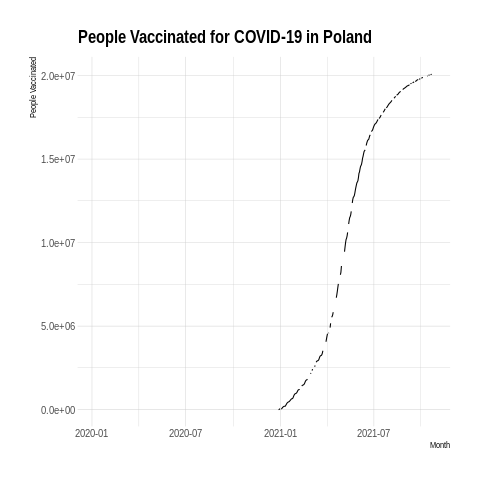 People Vaccinated for COVID-19 in Poland
People Vaccinated
2.0e+07
1.5e+07
1.0e+07
5.0e+06
0.0e+00
2020-01 2020-07 2021-01 2021-07
Month